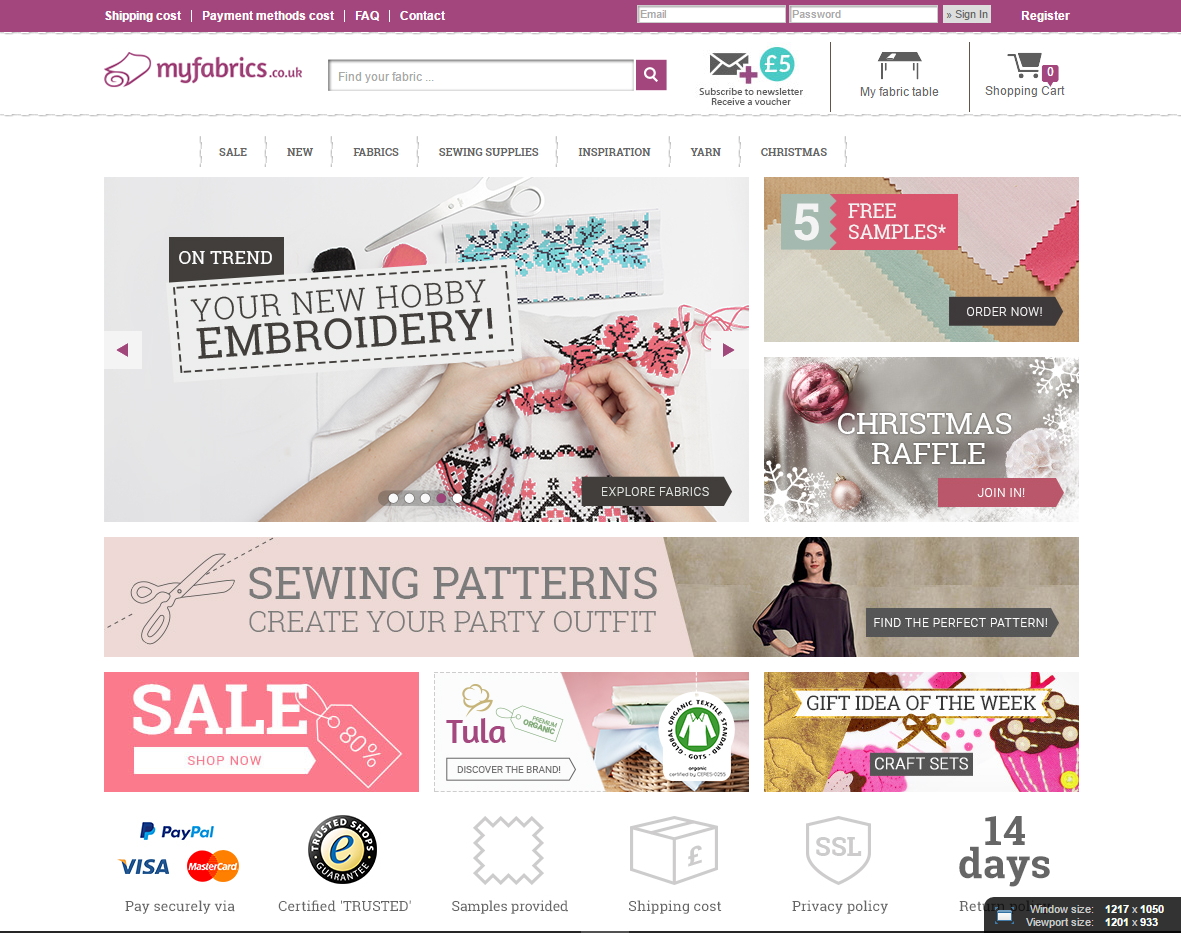 Shipping cost
Payment methods cost
FAQ
Contact
Email
Password
» Sign In
Register
myfabrics.co.uk
Find your fabric ...
£5
Subscribe to newsletter
Receive a voucher
My fabric table
0
Shopping Cart
SALE
NEW
FABRICS
SEWING SUPPLIES
INSPIRATION
YARN
CHRISTMAS
ON TREND
YOUR NEW HOBBY
EMBROIDERY!
EXPLORE FABRICS
5 FREE
SAMPLES*
ORDER NOW!
CHRISTMAS
RAFFLE
JOIN IN!
SEWING PATTERNS
CREATE YOUR PARTY OUTFIT
FIND THE PERFECT PATTERN!
SALE
80%
SHOP NOW
Tula
PREMIUM
ORGANIC
DISCOVER THE BRAND!
GLOBAL ORGANIC TEXTILE STANDARD
GOTS
organic
certified by CERES-0255
GIFT IDEA OF THE WEEK
CRAFT SETS
PayPal
VISA
MasterCard
Pay securely via
TRUSTED SHOPS
e
GUARANTEE
Certified 'TRUSTED'
Samples provided
£
Shipping cost
SSL
Privacy policy
14
days
Return policy
Window size: 1217 x 1050
Viewport size: 1201 x 933